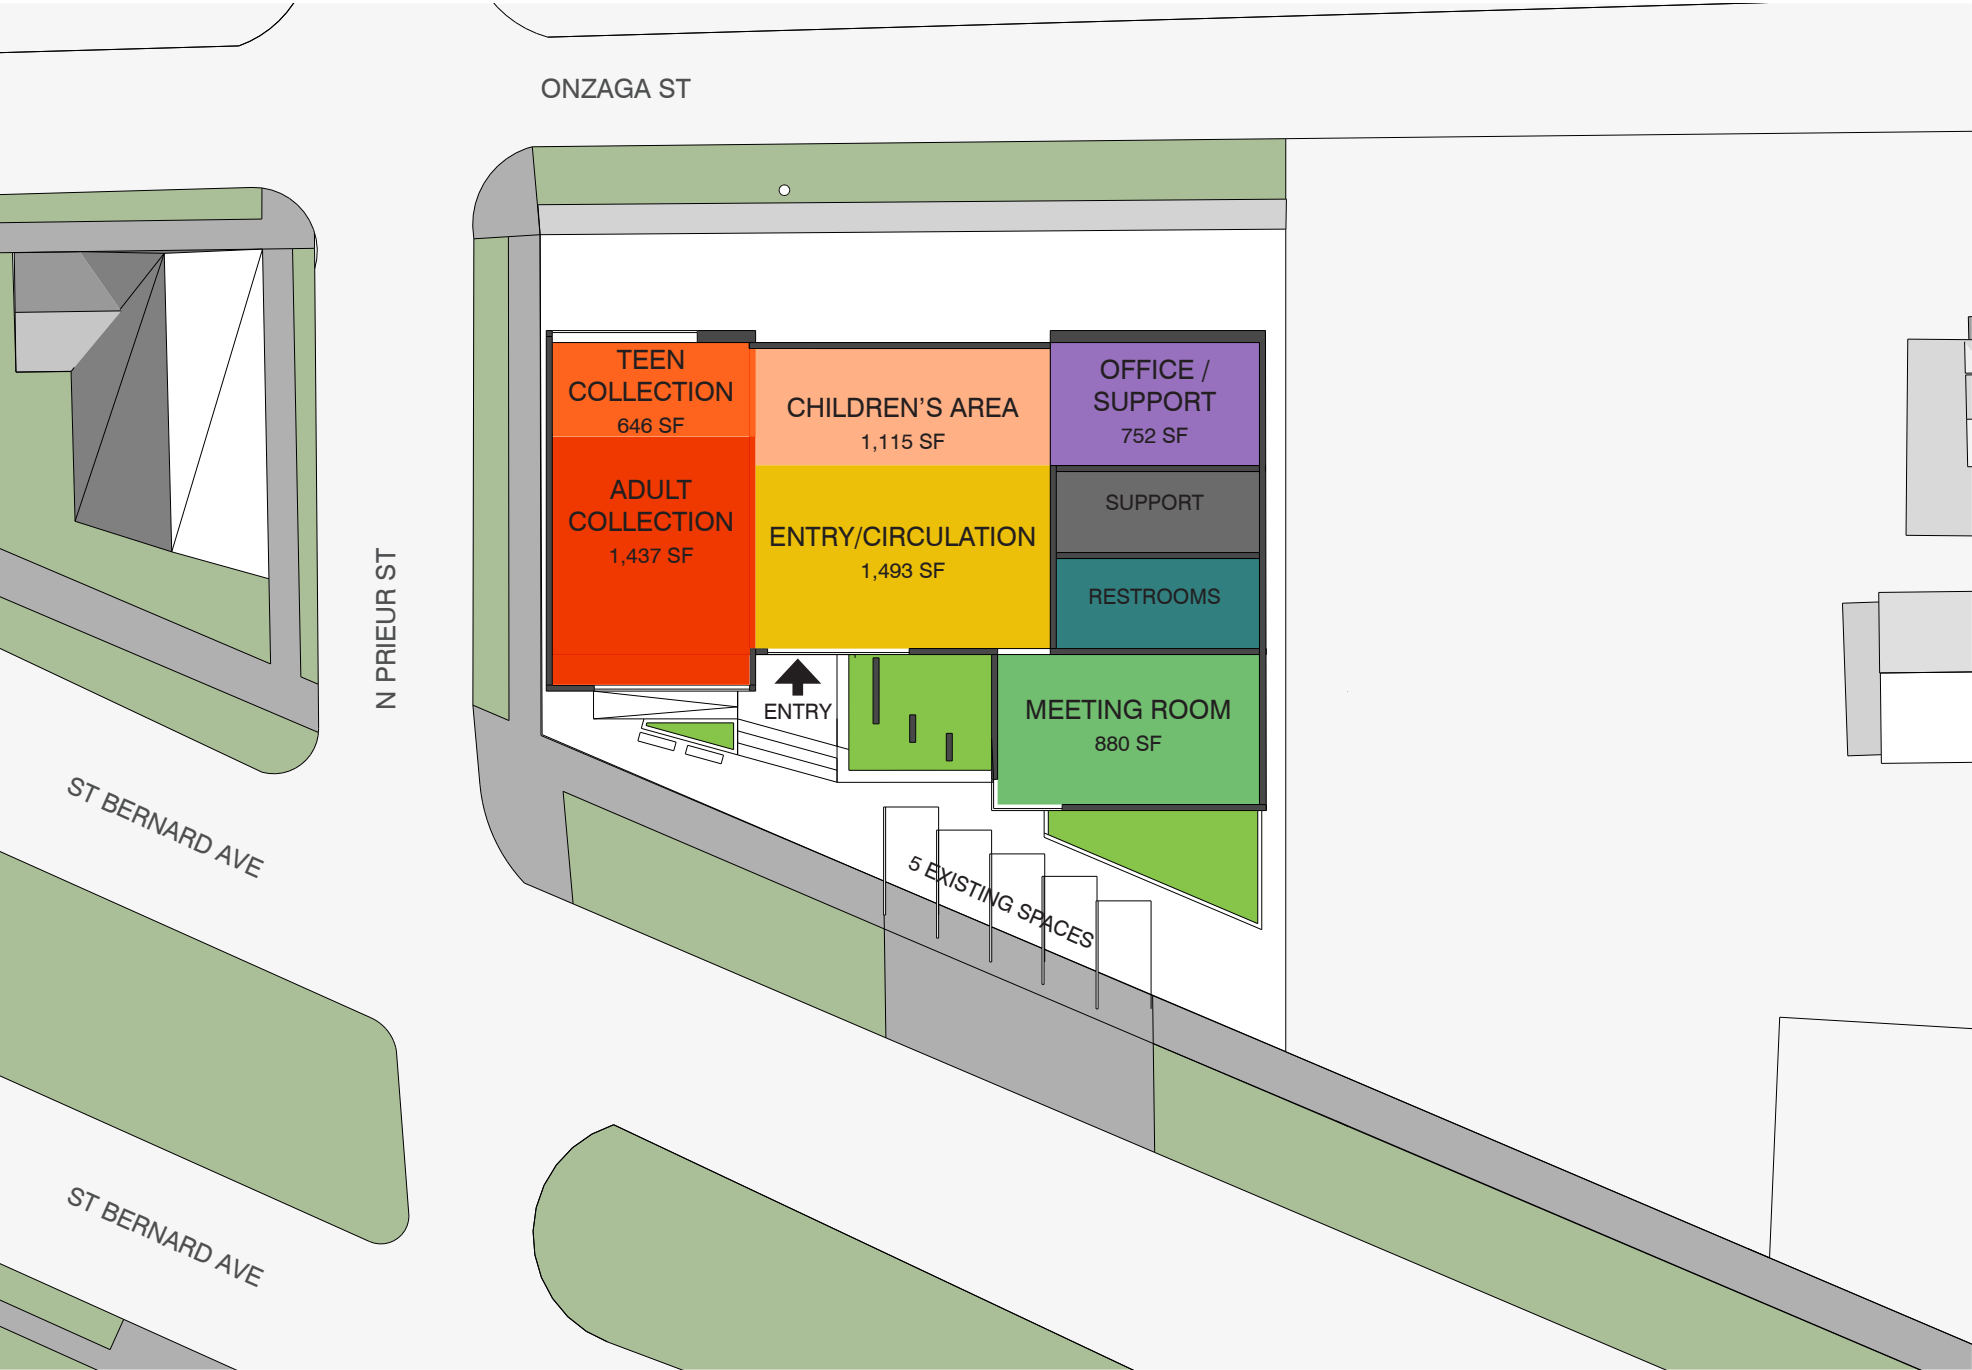 ONZAGA ST
TEEN
COLLECTION
646 SF
CHILDREN'S AREA
1,115 SF
OFFICE /
SUPPORT
752 SF
ADULT
COLLECTION
1,437 SF
ENTRY/CIRCULATION
1,493 SF
SUPPORT
RESTROOMS
N PRIEUR ST
ENTRY
MEETING ROOM
880 SF
ST BERNARD AVE
5 EXISTING SPACES
ST BERNARD AVE